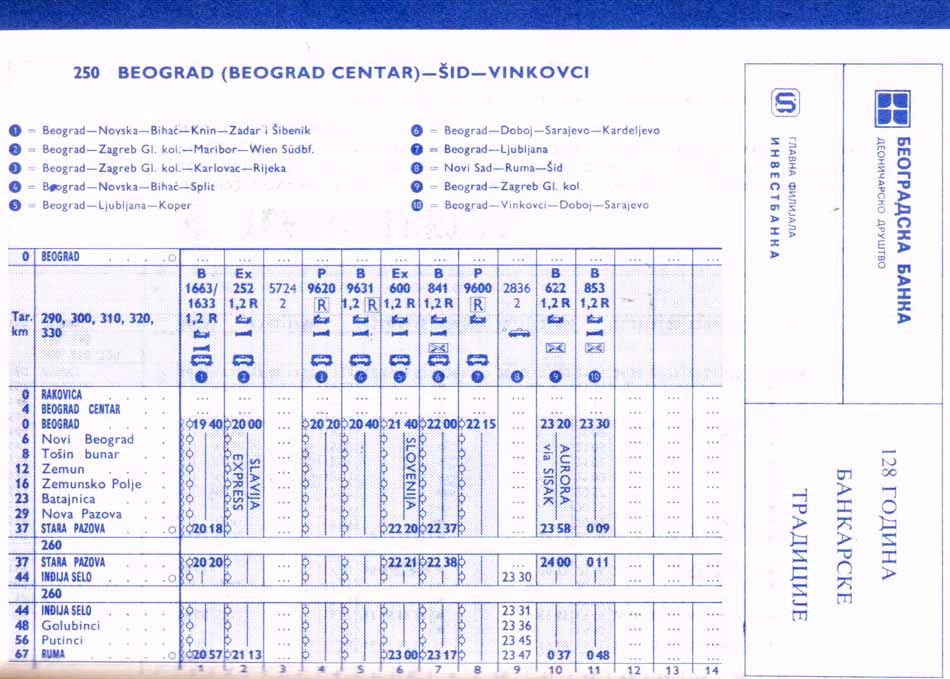 250 BEOGRAD (BEOGRAD CENTAR)—ŠID—VINKOVCI
1 = Beograd—Novska—Bihać—Knin—Zadar i Šibenik
2 = Beograd—Zagreb Gl. kol.—Maribor—Wien Südbf.
3 = Beograd—Zagreb Gl. kol.—Karlovac—Rijeka
4 = Beograd—Novska—Bihać—Split
5 = Beograd—Ljubljana—Koper
6 = Beograd—Doboj—Sarajevo—Kardeljevo
7 = Beograd—Ljubljana
8 = Novi Sad—Ruma—Šid
9 = Beograd—Zagreb Gl. kol.
10 = Beograd—Vinkovci—Doboj—Sarajevo
0 BEOGRAD . . . . ... ... ... ... ... ... ... ... ... ... ... ... ... ...
B Ex P B Ex B P B B
1663/ 252 5724 9620 9631 600 841 9600 2836 622 853
1633 1,2 R 2 R 1,2 R 1,2 R 1,2 R R 2 1,2 R 1,2 R
1,2 R
Tar. km 290, 300, 310, 320,
330
1 2 3 4 5 6 7 8 9 10
0 RAKOVICA
4 BEOGRAD CENTAR
0 BEOGRAD 19 40 20 00 ... 20 20 20 40 21 40 22 00 22 15 ... 23 20 23 30
6 Novi Beograd
8 Tošin bunar
12 Zemun
16 Zemunsko Polje
23 Batajnica
29 Nova Pazova
SLAVIJA EXPRESS
SLOVENIJA
AURORA via SISAK
37 STARA PAZOVA 20 18 22 20 22 37 23 58 0 09
260
37 STARA PAZOVA 20 20 22 21 22 38 24 00 0 11
44 INĐIJA SELO 23 30
260
44 INĐIJA SELO 23 31
48 Golubinci 23 36
56 Putinci 23 45
67 RUMA 20 57 21 13 23 00 23 17 23 47 0 37 0 48
1 2 3 4 5 6 7 8 9 10 11 12 13 14
БЕОГРАДСКА БАНКА
ДЕОНИЧАРСКО ДРУШТВО
ГЛАВНА ФИЛИЈАЛА
ИНВЕСТБАНКА
128 ГОДИНА
БАНКАРСКЕ
ТРАДИЦИЈЕ